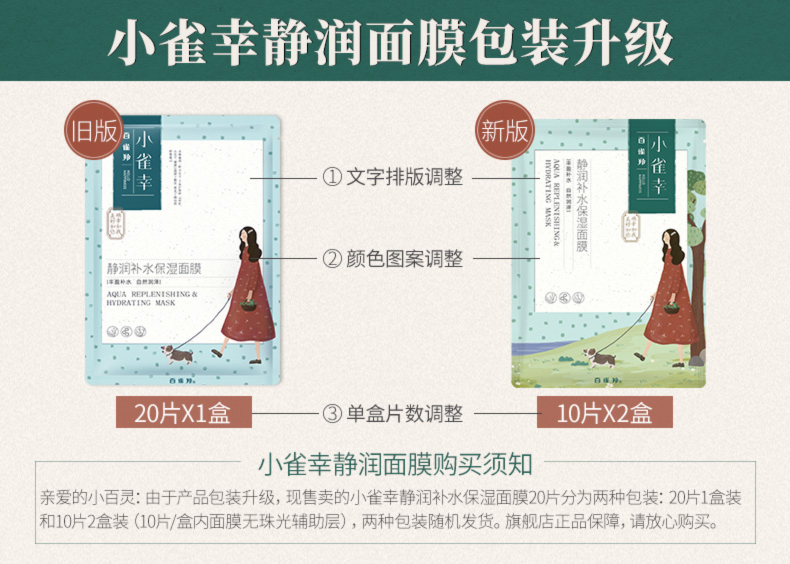 小雀幸静润面膜包装升级
旧版
新版
百雀羚
小雀幸
静润补水保湿面膜
(丰盈补水 自然润泽)
AQUA REPLENISHING &
HYDRATING MASK
百雀羚
① 文字排版调整
② 颜色图案调整
③ 单盒片数调整
百雀羚
小雀幸
静润补水保湿面膜
(丰盈补水 自然润泽)
AQUA REPLENISHING &
HYDRATING MASK
百雀羚
20片X1盒
10片X2盒
小雀幸静润面膜购买须知
亲爱的小百灵：由于产品包装升级，现售卖的小雀幸静润补水保湿面膜20片分为两种包装：20片1盒装
和10片2盒装（10片/盒内面膜无珠光辅助层），两种包装随机发货。旗舰店正品保障，请放心购买。